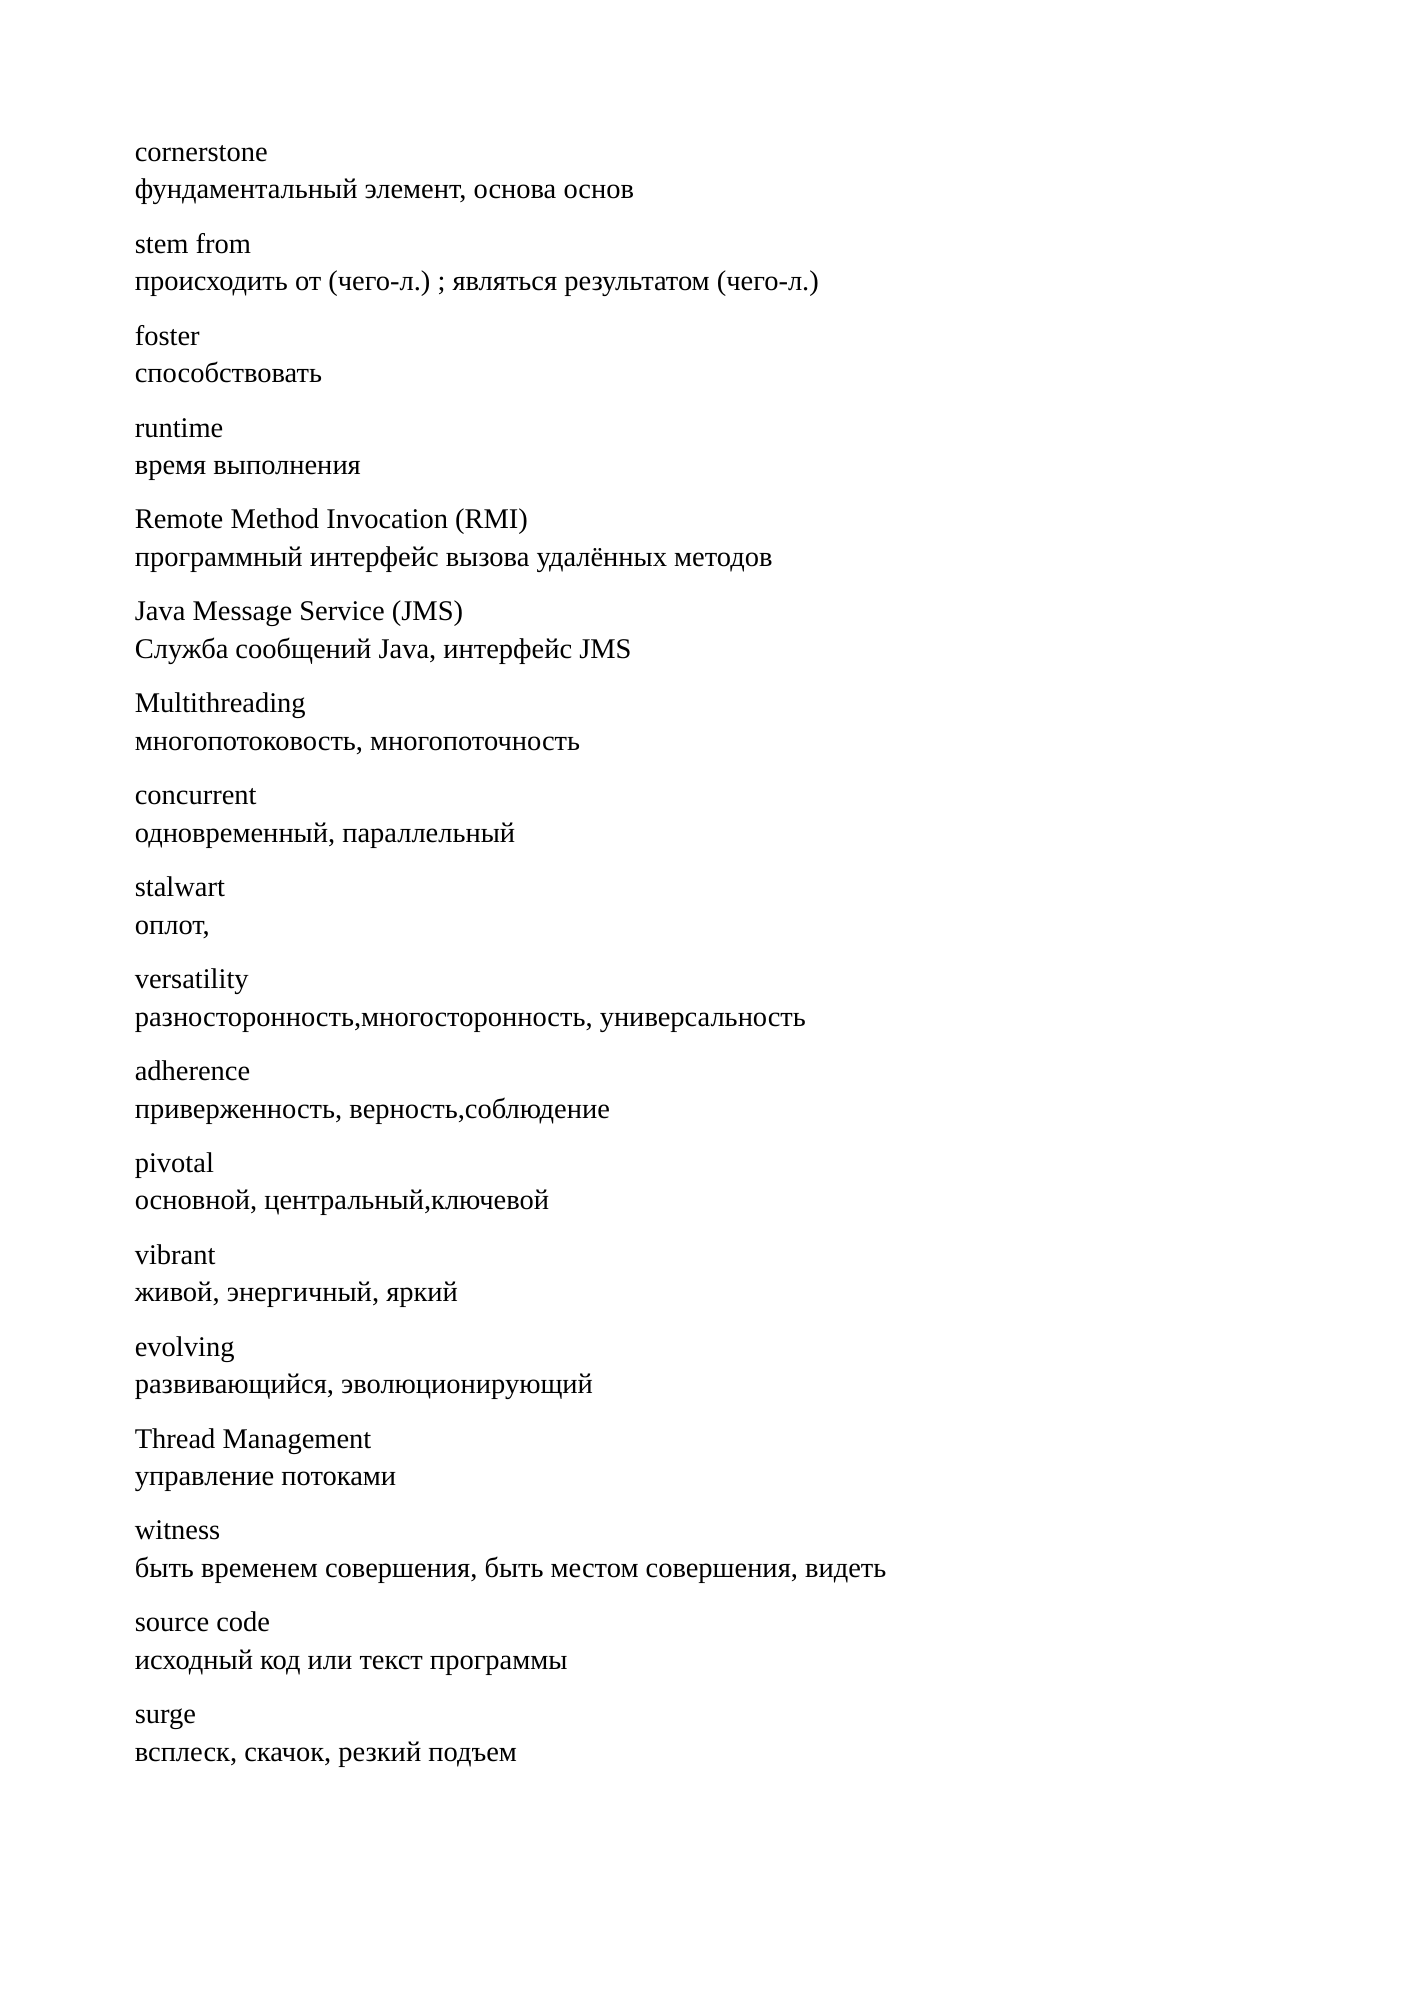 cornerstone
фундаментальный элемент, основа основ
stem from
происходить от (чего-л.) ; являться результатом (чего-л.)
foster
способствовать
runtime
время выполнения
Remote Method Invocation (RMI)
программный интерфейс вызова удалённых методов
Java Message Service (JMS)
Служба сообщений Java, интерфейс JMS
Multithreading
многопотоковость, многопоточность
concurrent
одновременный, параллельный
stalwart
оплот,
versatility
разносторонность,многосторонность, универсальность
adherence
приверженность, верность,соблюдение
pivotal
основной, центральный,ключевой
vibrant
живой, энергичный, яркий
evolving
развивающийся, эволюционирующий
Thread Management
управление потоками
witness
быть временем совершения, быть местом совершения, видеть
source code
исходный код или текст программы
surge
всплеск, скачок, резкий подъем